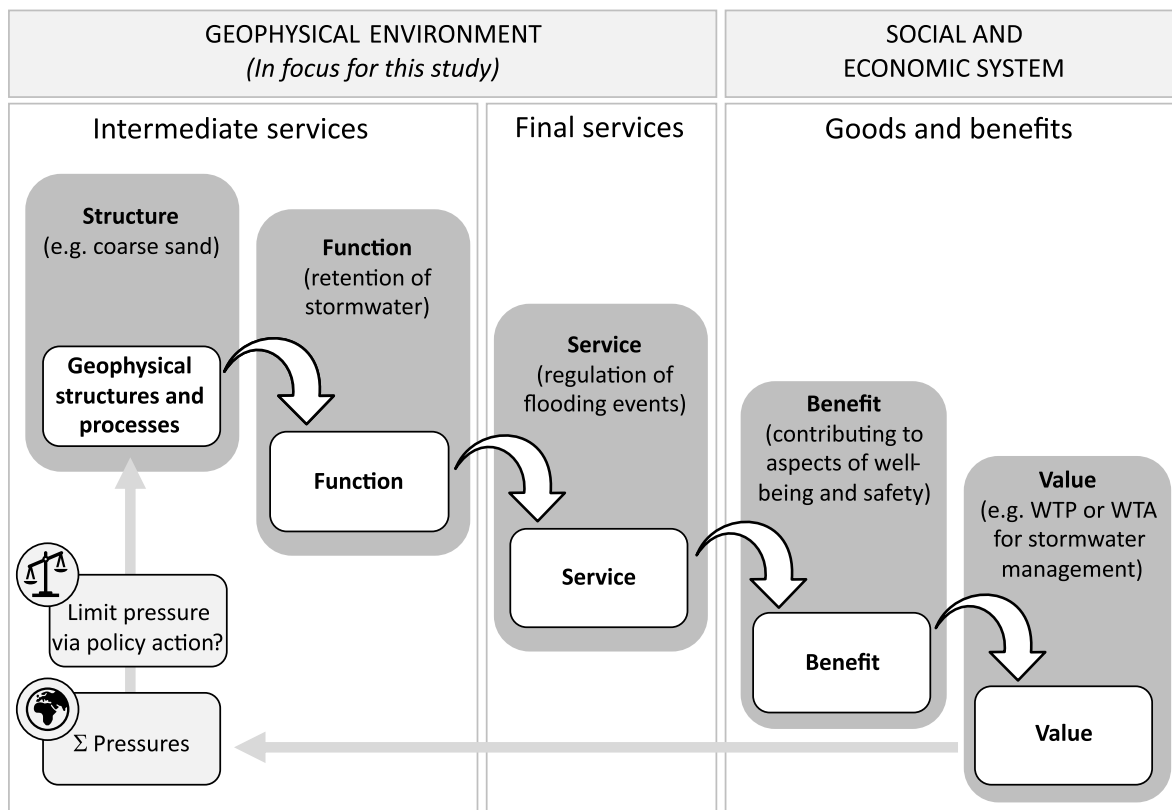 GEOPHYSICAL ENVIRONMENT
(In focus for this study)
SOCIAL AND
ECONOMIC SYSTEM
Intermediate services
Final services
Goods and benefits
Structure
(e.g. coarse sand)
Geophysical
structures and
processes
Function
(retention of
stormwater)
Function
Service
(regulation of
flooding events)
Service
Benefit
(contributing to
aspects of well-
being and safety)
Benefit
Value
(e.g. WTP or WTA
for stormwater
management)
Value
Limit pressure
via policy action?
Σ Pressures